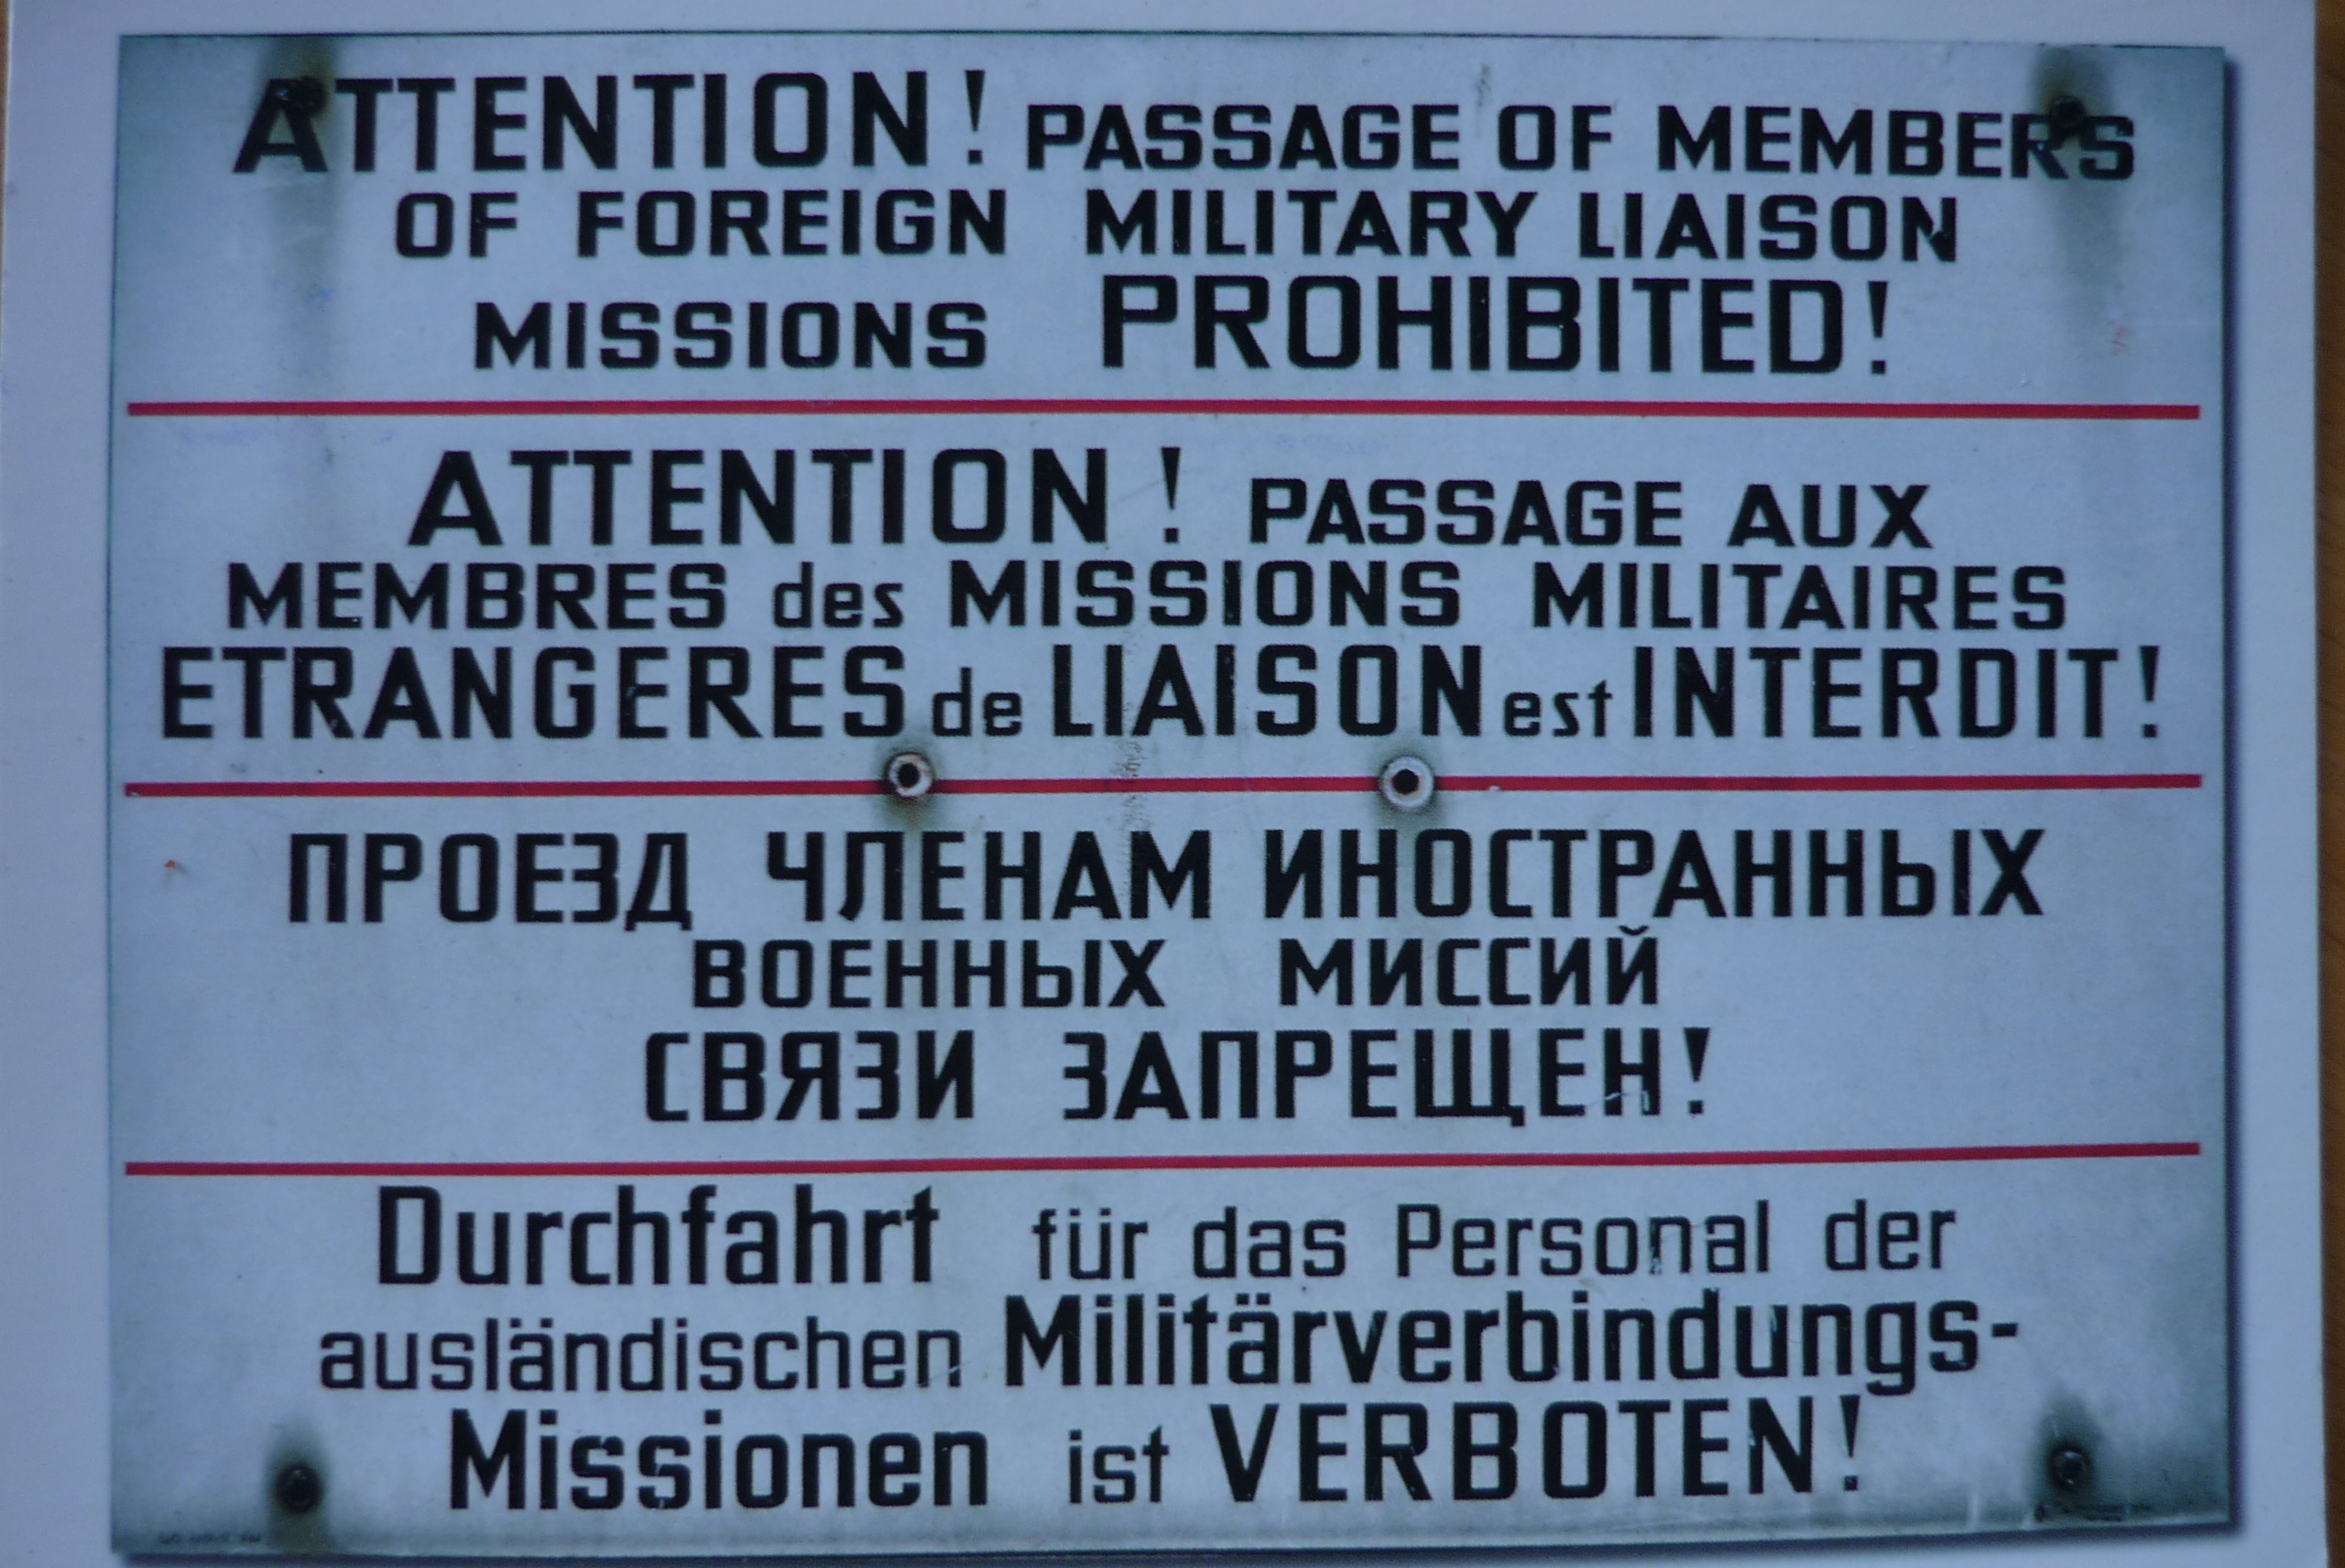 ATTENTION! PASSAGE OF MEMBERS
OF FOREIGN MILITARY LIAISON
MISSIONS PROHIBITED!
ATTENTION! PASSAGE AUX
MEMBRES des MISSIONS MILITAIRES
ETRANGERES de LIAISON est INTERDIT!
ПРОЕЗД ЧЛЕНАМ ИНОСТРАННЫХ
ВОЕННЫХ МИССИЙ
СВЯЗИ ЗАПРЕЩЕН!
Durchfahrt für das Personal der
ausländischen Militärverbindungs-
Missionen ist VERBOTEN!